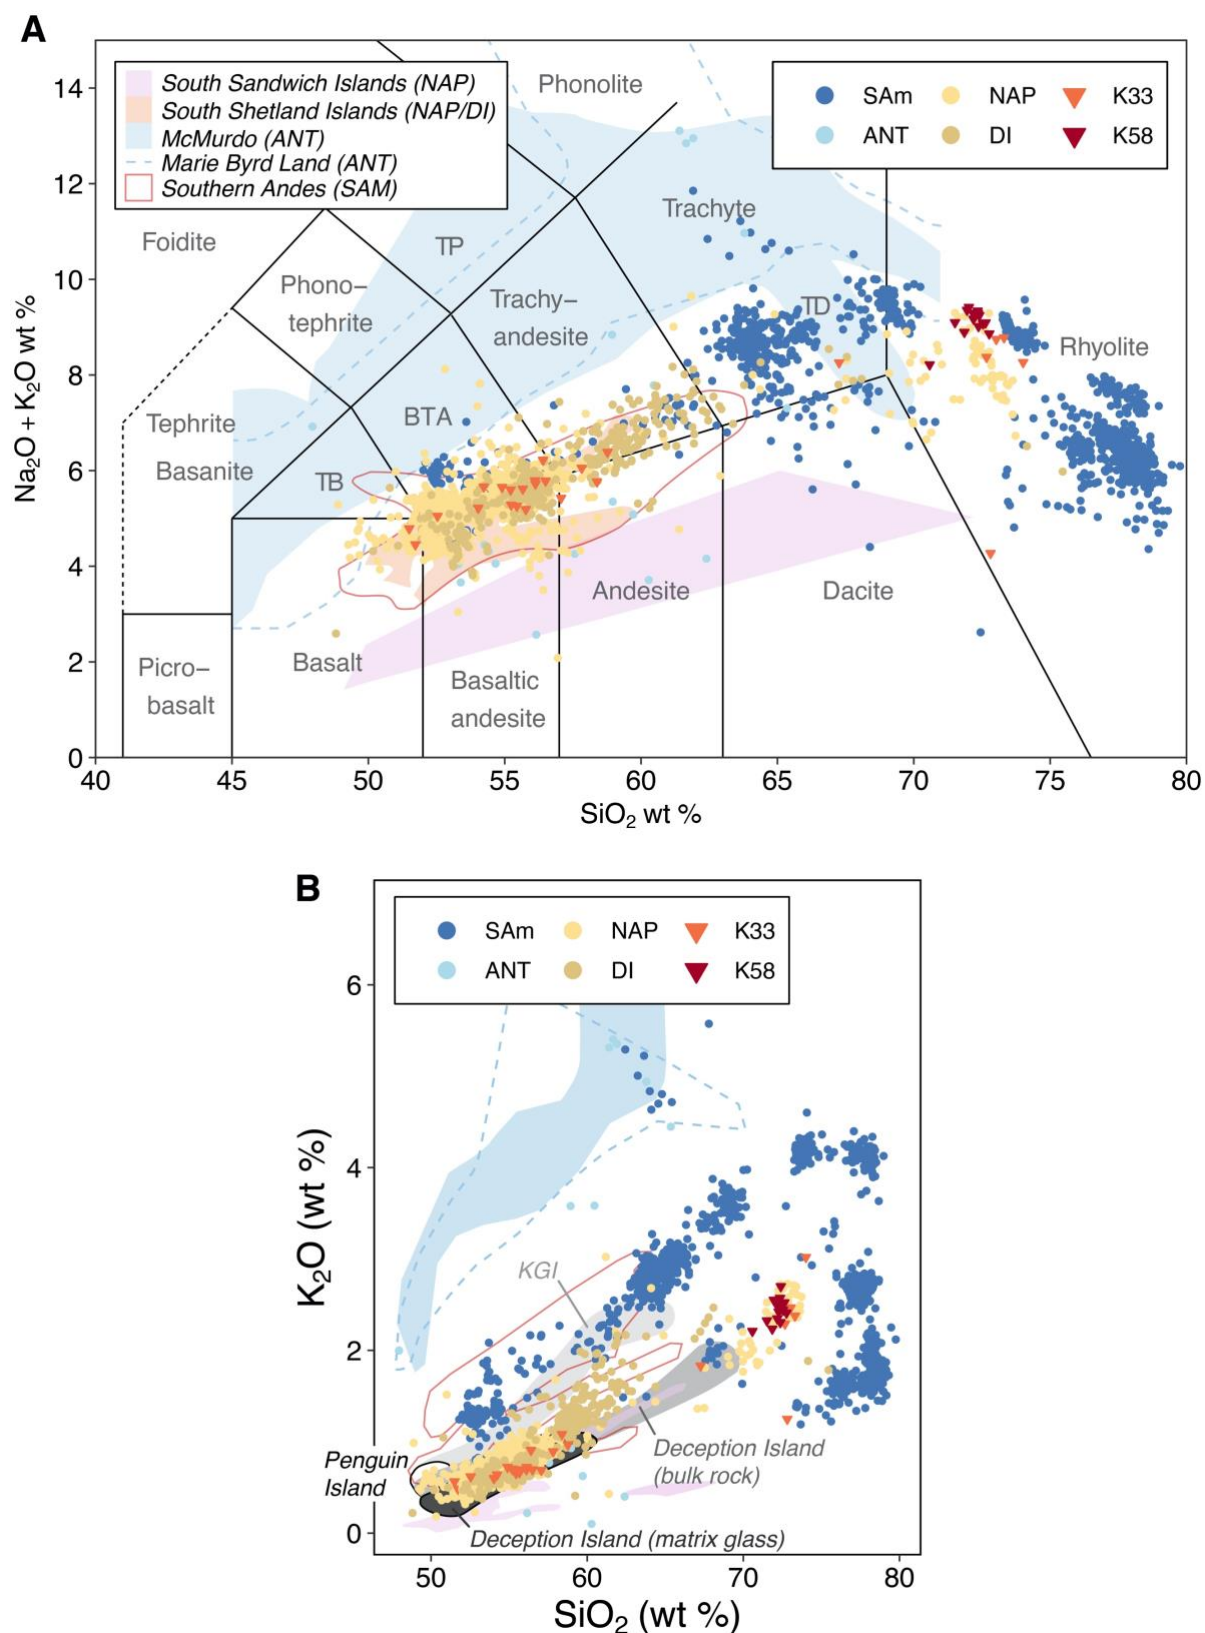 A
South Sandwich Islands (NAP)
South Shetland Islands (NAP/DI)
McMurdo (ANT)
Marie Byrd Land (ANT)
Southern Andes (SAM)
SAm
NAP
K33
ANT
DI
K58
Phonolite
Trachyte
Foidite
TP
Phono–
tephrite
Trachy–
andesite
TD
Rhyolite
Tephrite
Basanite
BTA
TB
Andesite
Dacite
Picro–
basalt
Basalt
Basaltic
andesite
14
12
10
8
6
4
2
0
Na2O + K2O wt %
40
45
50
55
60
65
70
75
80
SiO2 wt %
B
SAm
NAP
K33
ANT
DI
K58
6
4
2
0
K2O (wt %)
KGI
Penguin
Island
Deception Island
(bulk rock)
Deception Island (matrix glass)
50
60
70
80
SiO2 (wt %)